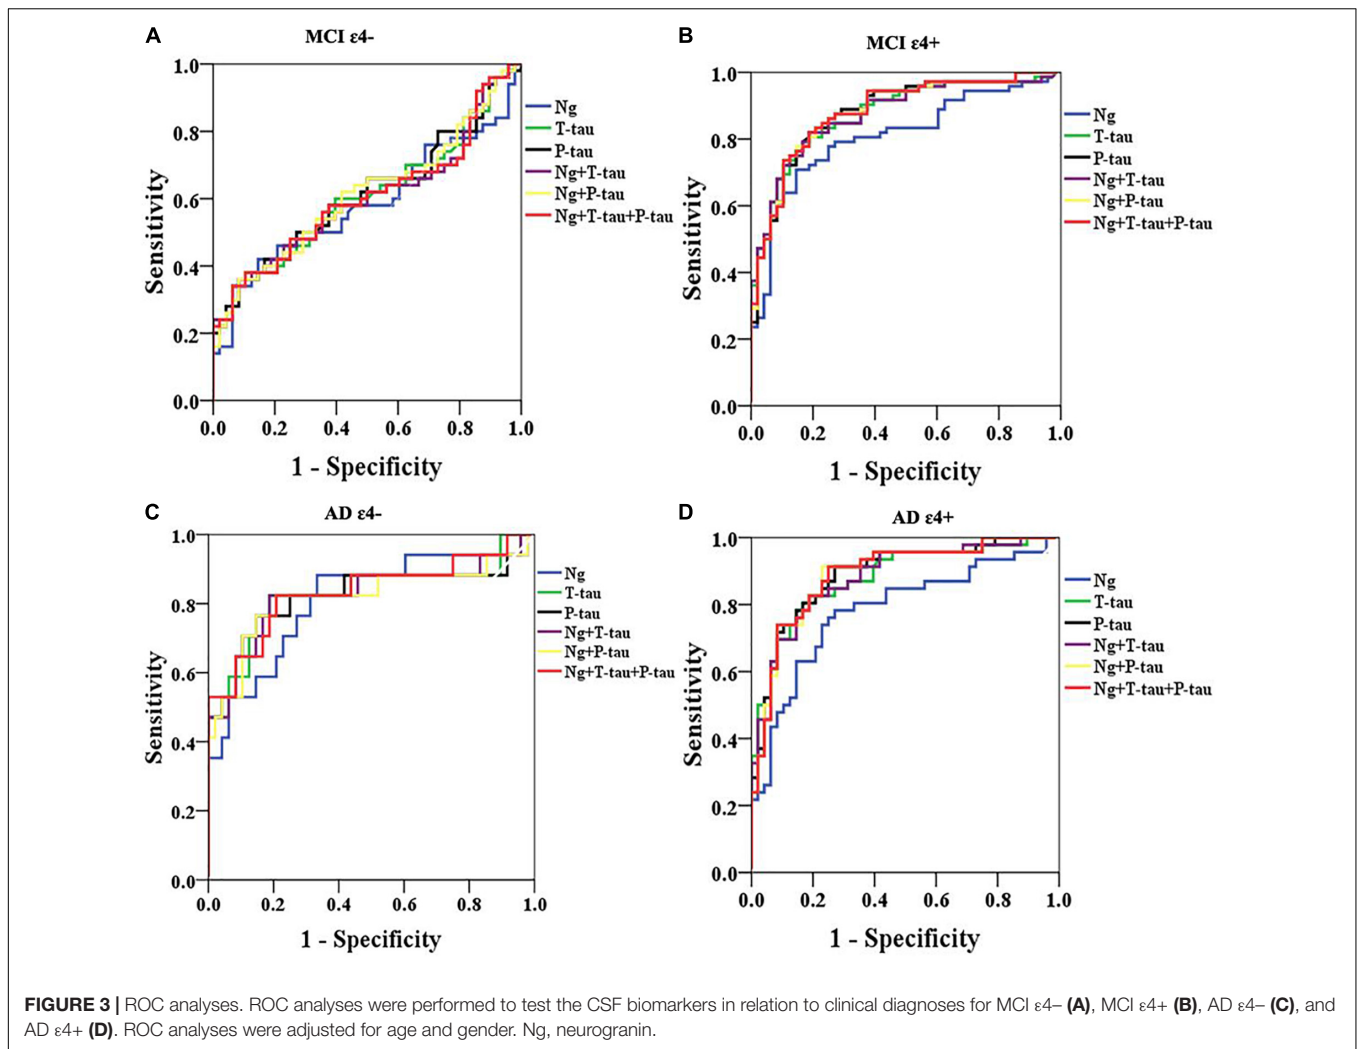 A
MCI ε4-
1.0
0.8
0.6
0.4
0.2
0.0
Sensitivity
0.0 0.2 0.4 0.6 0.8 1.0
1 - Specificity
Ng
T-tau
P-tau
Ng+T-tau
Ng+P-tau
Ng+T-tau+P-tau
B
MCI ε4+
1.0
0.8
0.6
0.4
0.2
0.0
Sensitivity
0.0 0.2 0.4 0.6 0.8 1.0
1 - Specificity
Ng
T-tau
P-tau
Ng+T-tau
Ng+P-tau
Ng+T-tau+P-tau
C
AD ε4-
1.0
0.8
0.6
0.4
0.2
0.0
Sensitivity
0.0 0.2 0.4 0.6 0.8 1.0
1 - Specificity
Ng
T-tau
P-tau
Ng+T-tau
Ng+P-tau
Ng+T-tau+P-tau
D
AD ε4+
1.0
0.8
0.6
0.4
0.2
0.0
Sensitivity
0.0 0.2 0.4 0.6 0.8 1.0
1 - Specificity
Ng
T-tau
P-tau
Ng+T-tau
Ng+P-tau
Ng+T-tau+P-tau
FIGURE 3 | ROC analyses. ROC analyses were performed to test the CSF biomarkers in relation to clinical diagnoses for MCI ε4– (A), MCI ε4+ (B), AD ε4– (C), and
AD ε4+ (D). ROC analyses were adjusted for age and gender. Ng, neurogranin.